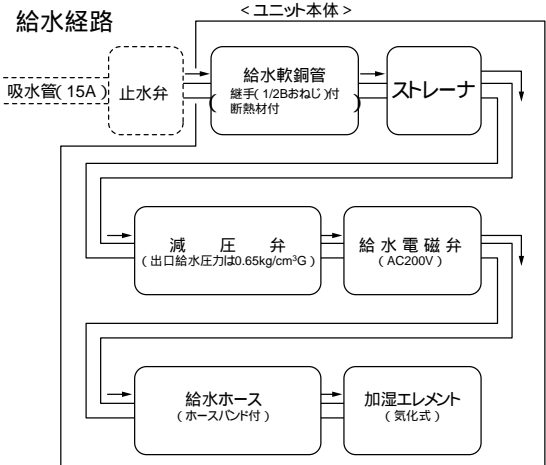 給水経路
＜ユニット本体＞
吸水管(15A)
止水弁
給水軟銅管
継手(1/2Bおねじ)付
断熱材付
ストレーナ
減圧弁
(出口給水圧力は0.65kg/cm³G)
給水電磁弁
(AC200V)
給水ホース
(ホースバンド付)
加湿エレメント
(気化式)